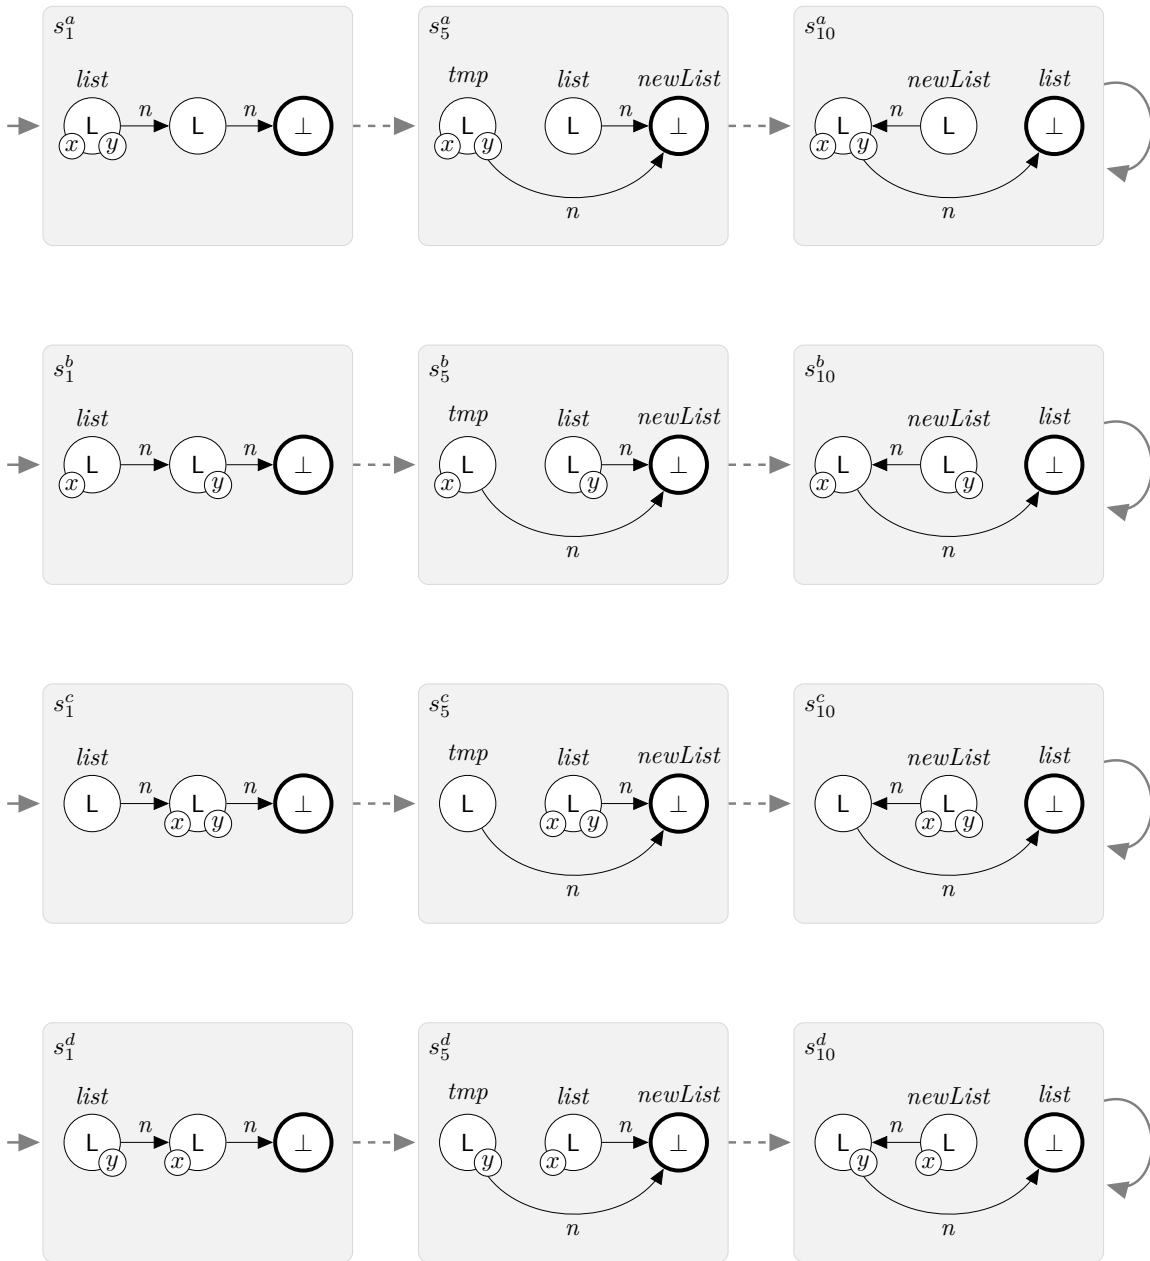 s_1^a s_5^a s_10^a
list tmp list newList newList list
L n L n ⊥ L L n ⊥ L n L ⊥
x y x y x y
n n
s_1^b s_5^b s_10^b
list tmp list newList newList list
L n L n ⊥ L L n ⊥ L n L ⊥
x y x y x y
n n
s_1^c s_5^c s_10^c
list tmp list newList newList list
L n L n ⊥ L L n ⊥ L n L ⊥
x y x y x y
n n
s_1^d s_5^d s_10^d
list tmp list newList newList list
L n L n ⊥ L L n ⊥ L n L ⊥
y x y x y x
n n